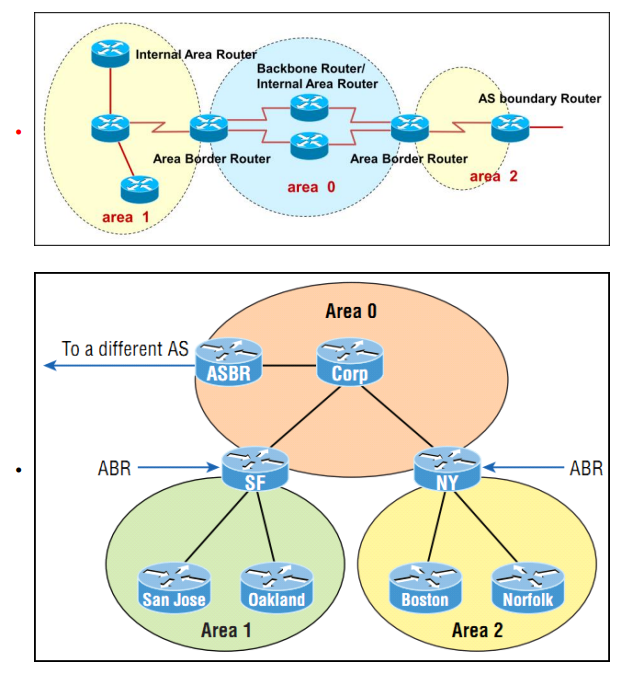 Internal Area Router
Backbone Router/
Internal Area Router
AS boundary Router
Area Border Router
Area Border Router
area 1
area 0
area 2
Area 0
To a different AS
ASBR
Corp
ABR
SF
NY
ABR
San Jose
Oakland
Boston
Norfolk
Area 1
Area 2